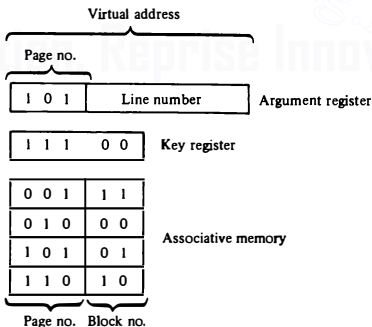 Virtual address
Page no.
1 0 1 Line number Argument register
1 1 1 0 0 Key register
0 0 1 1 1
0 1 0 0 0
Associative memory
1 0 1 0 1
1 1 0 1 0
Page no. Block no.